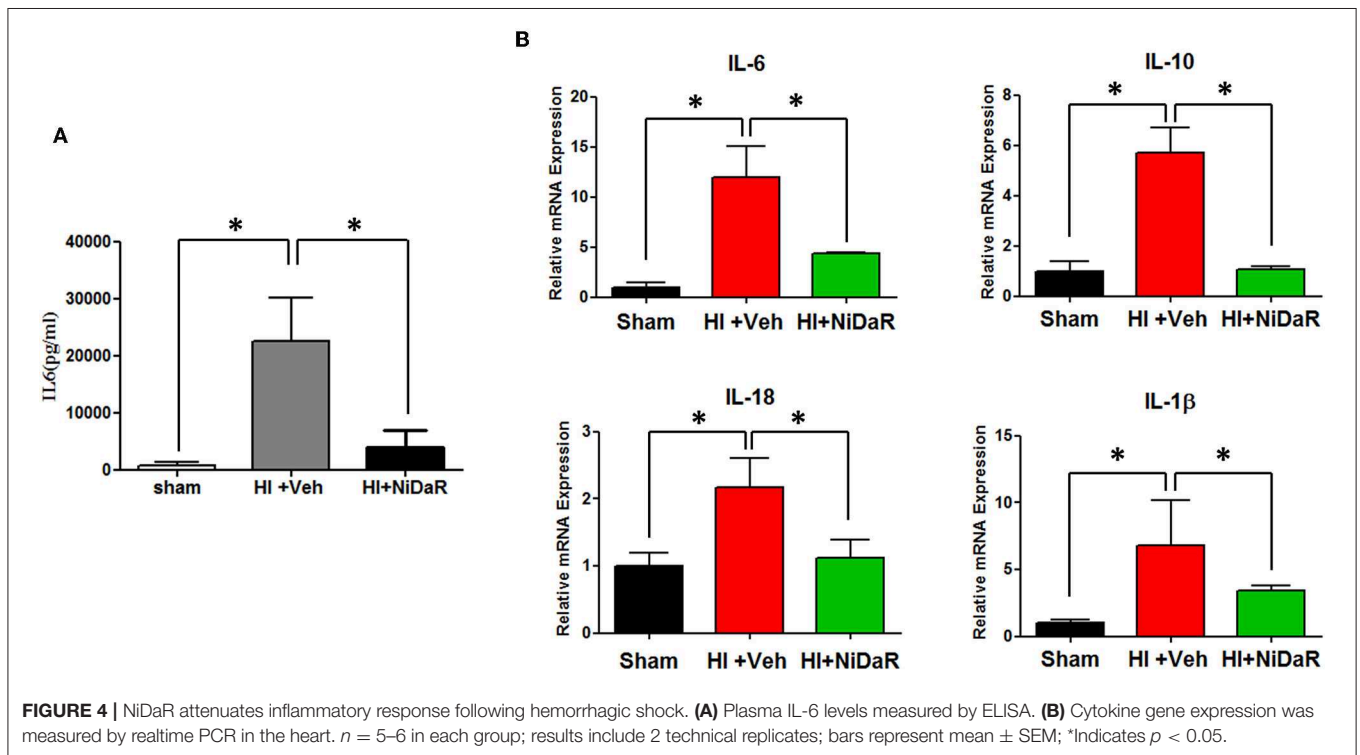 A
*
*
40000
30000
20000
10000
0
IL6(pg/ml)
sham
HI +Veh
HI+NiDaR
B
IL-6
*
*
20
15
10
5
0
Relative mRNA Expression
Sham
HI +Veh
HI+NiDaR
IL-10
*
*
8
6
4
2
0
Relative mRNA Expression
Sham
HI +Veh
HI+NiDaR
IL-18
*
*
3
2
1
0
Relative mRNA Expression
Sham
HI +Veh
HI+NiDaR
IL-1β
*
*
15
10
5
0
Relative mRNA Expression
Sham
HI +Veh
HI+NiDaR
FIGURE 4 | NiDaR attenuates inflammatory response following hemorrhagic shock. (A) Plasma IL-6 levels measured by ELISA. (B) Cytokine gene expression was
measured by realtime PCR in the heart. n = 5–6 in each group; results include 2 technical replicates; bars represent mean ± SEM; *Indicates p < 0.05.